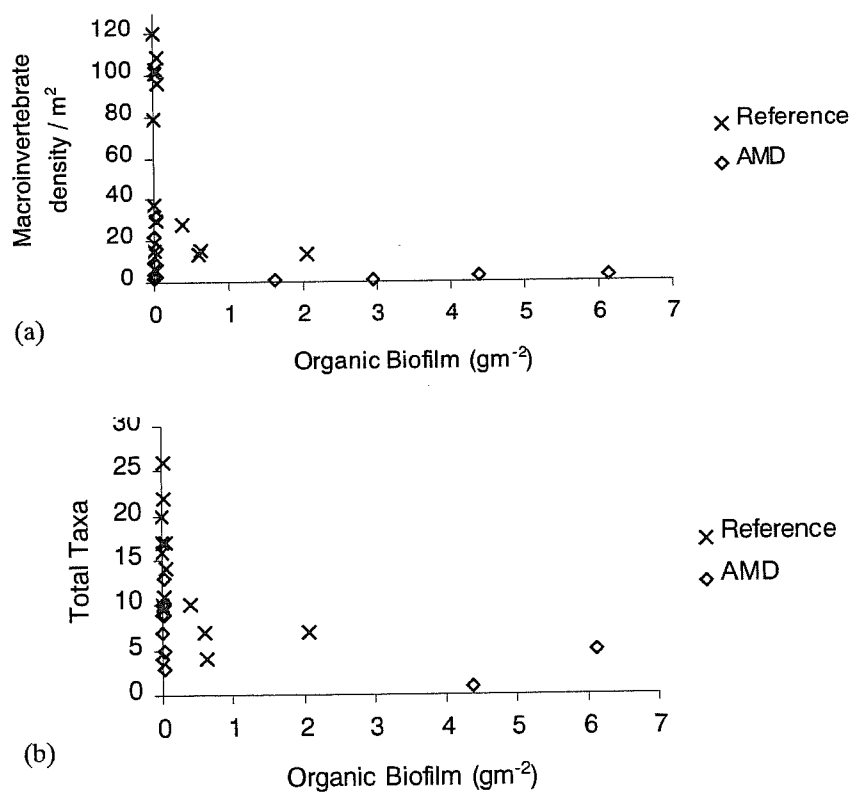 120
100
80
60
40
20
0
Macroinvertebrate
density / m²
× Reference
◇ AMD
0 1 2 3 4 5 6 7
(a)
Organic Biofilm (gm⁻²)
30
25
20
15
10
5
0
Total Taxa
× Reference
◇ AMD
0 1 2 3 4 5 6 7
(b)
Organic Biofilm (gm⁻²)